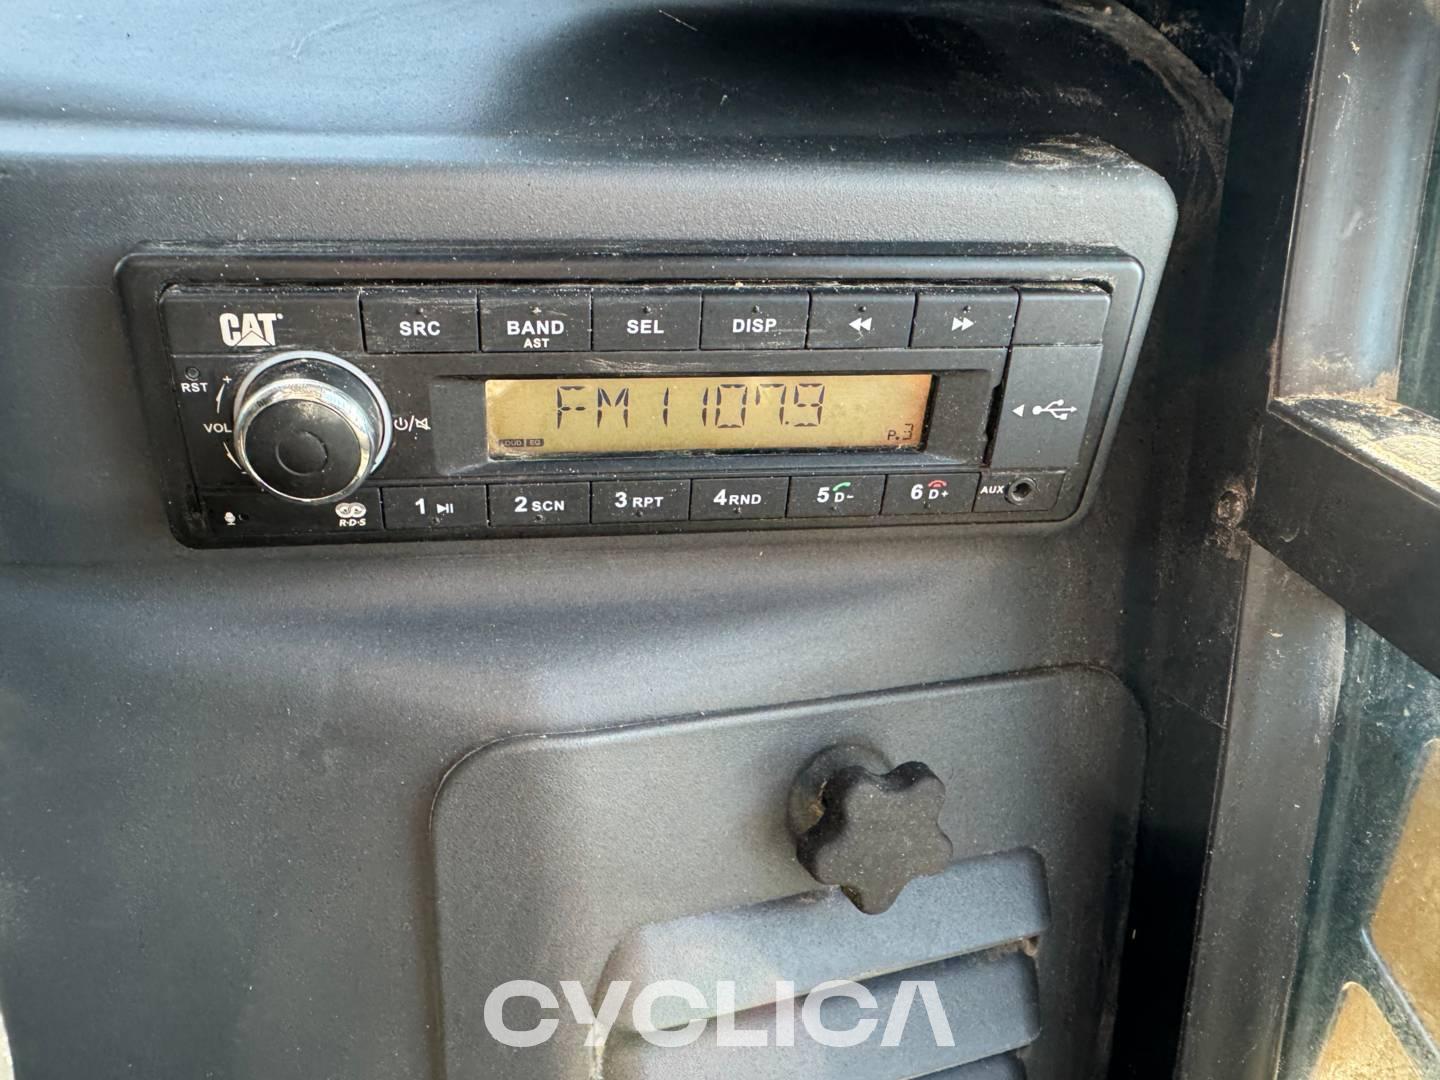 CAT
SRC
BAND
AST
SEL
DISP
RST
VOL
+
-
FM1 107.9
LOUD EQ
P.3
R·D·S
1
2 SCN
3 RPT
4 RND
5 D-
6 D+
AUX
CYCLICA